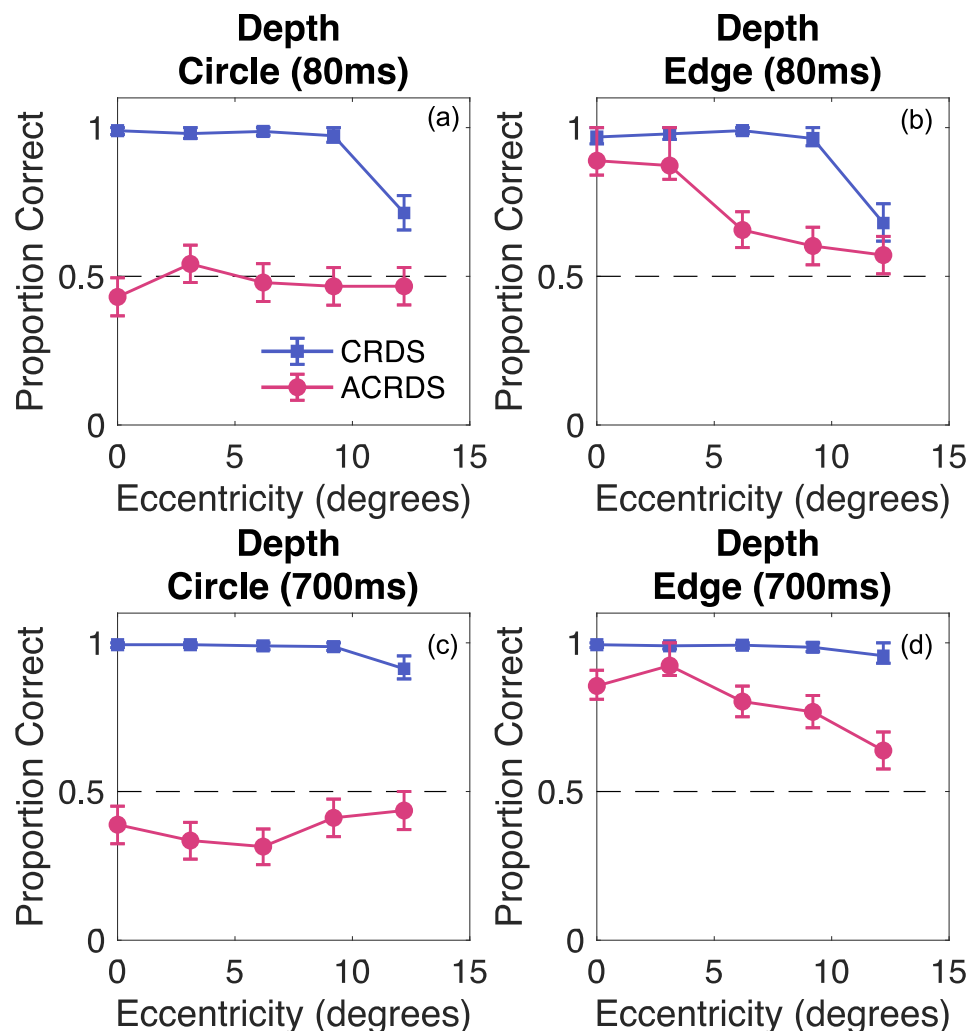 Depth
Circle (80ms)
(a)
Proportion Correct
1
0.5
0
CRDS
ACRDS
0 5 10 15
Eccentricity (degrees)
Depth
Edge (80ms)
(b)
Proportion Correct
1
0.5
0
0 5 10 15
Eccentricity (degrees)
Depth
Circle (700ms)
(c)
Proportion Correct
1
0.5
0
0 5 10 15
Eccentricity (degrees)
Depth
Edge (700ms)
(d)
Proportion Correct
1
0.5
0
0 5 10 15
Eccentricity (degrees)